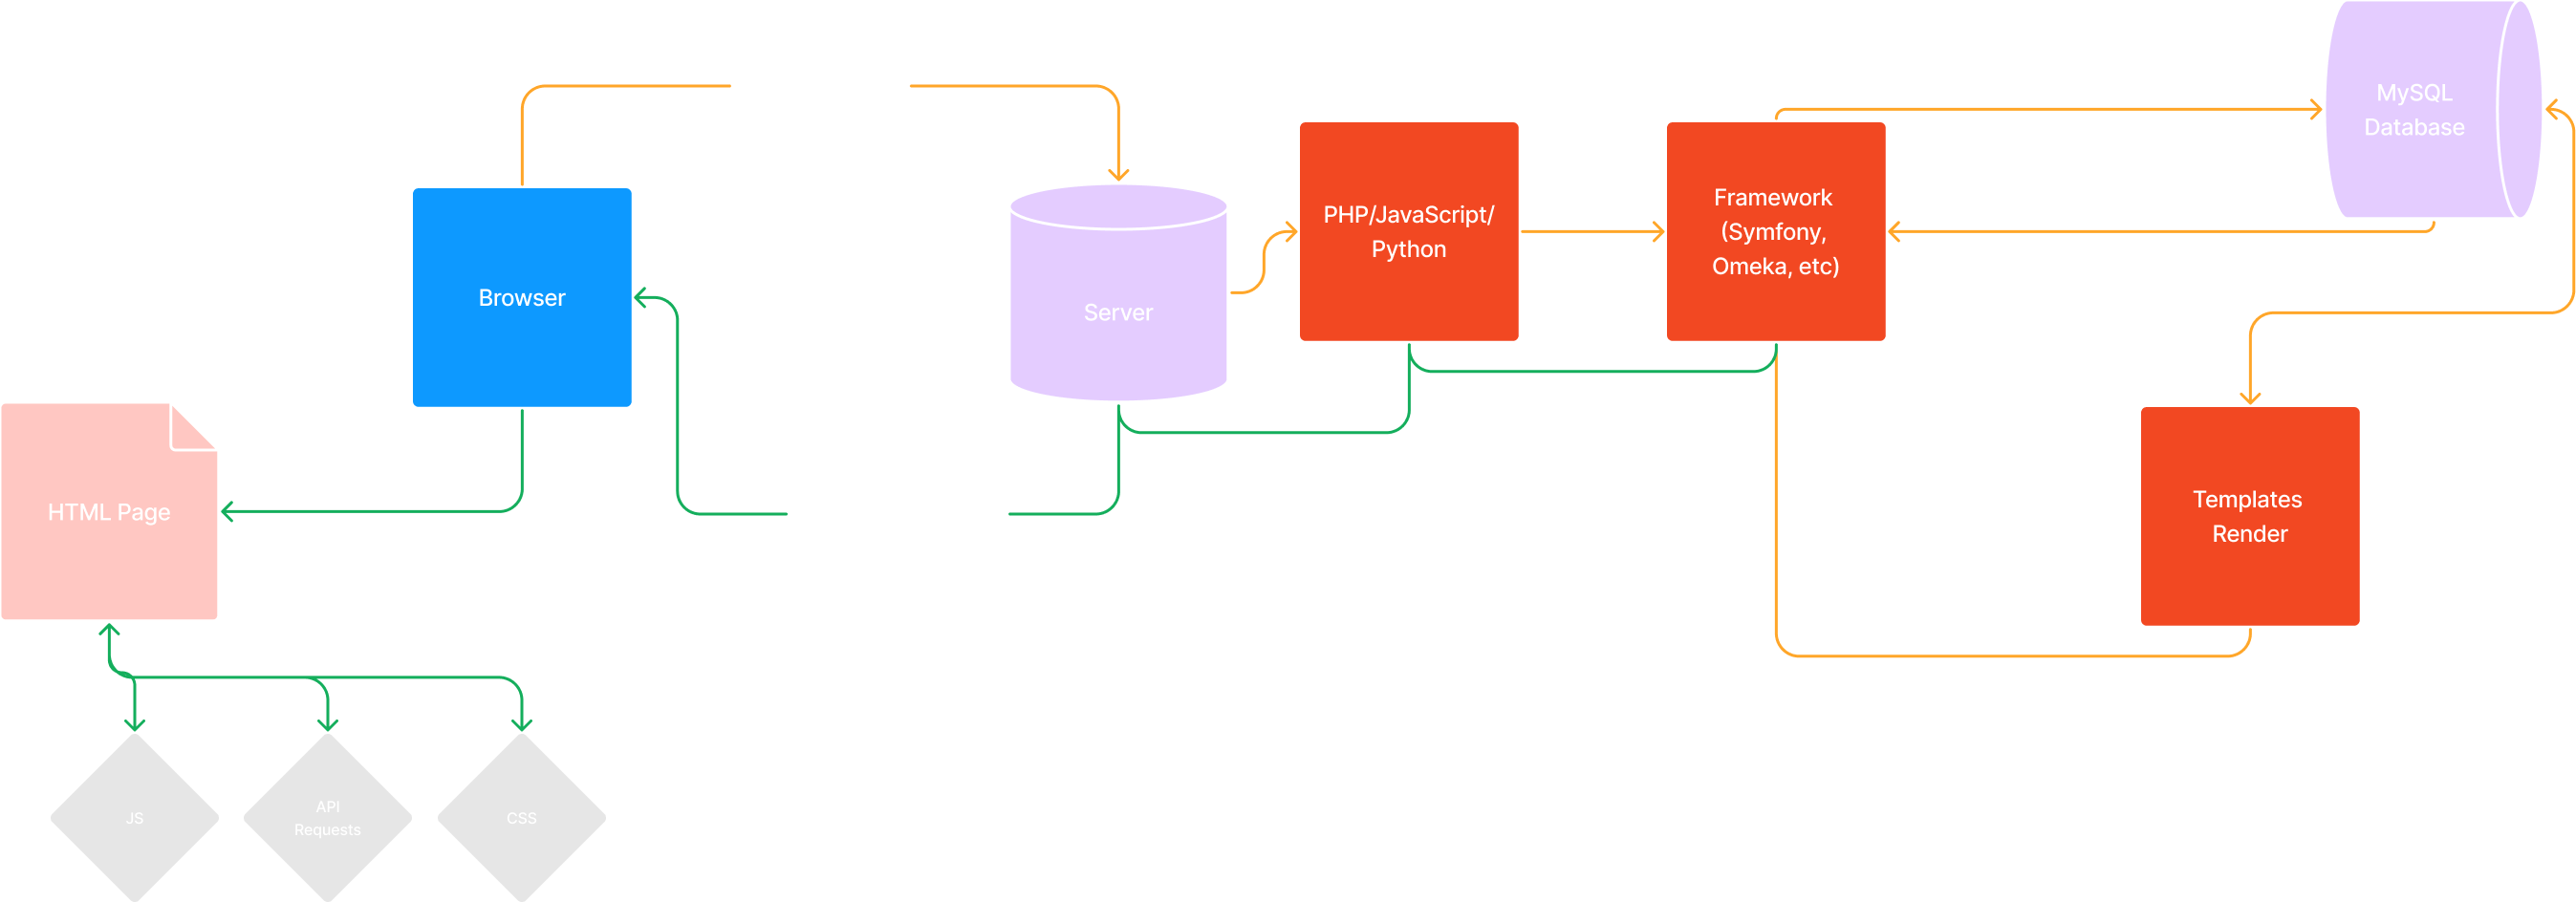 MySQL
Database
PHP/JavaScript/
Python
Framework
(Symfony,
Omeka, etc)
Browser
Server
HTML Page
Templates
Render
JS
API
Requests
CSS